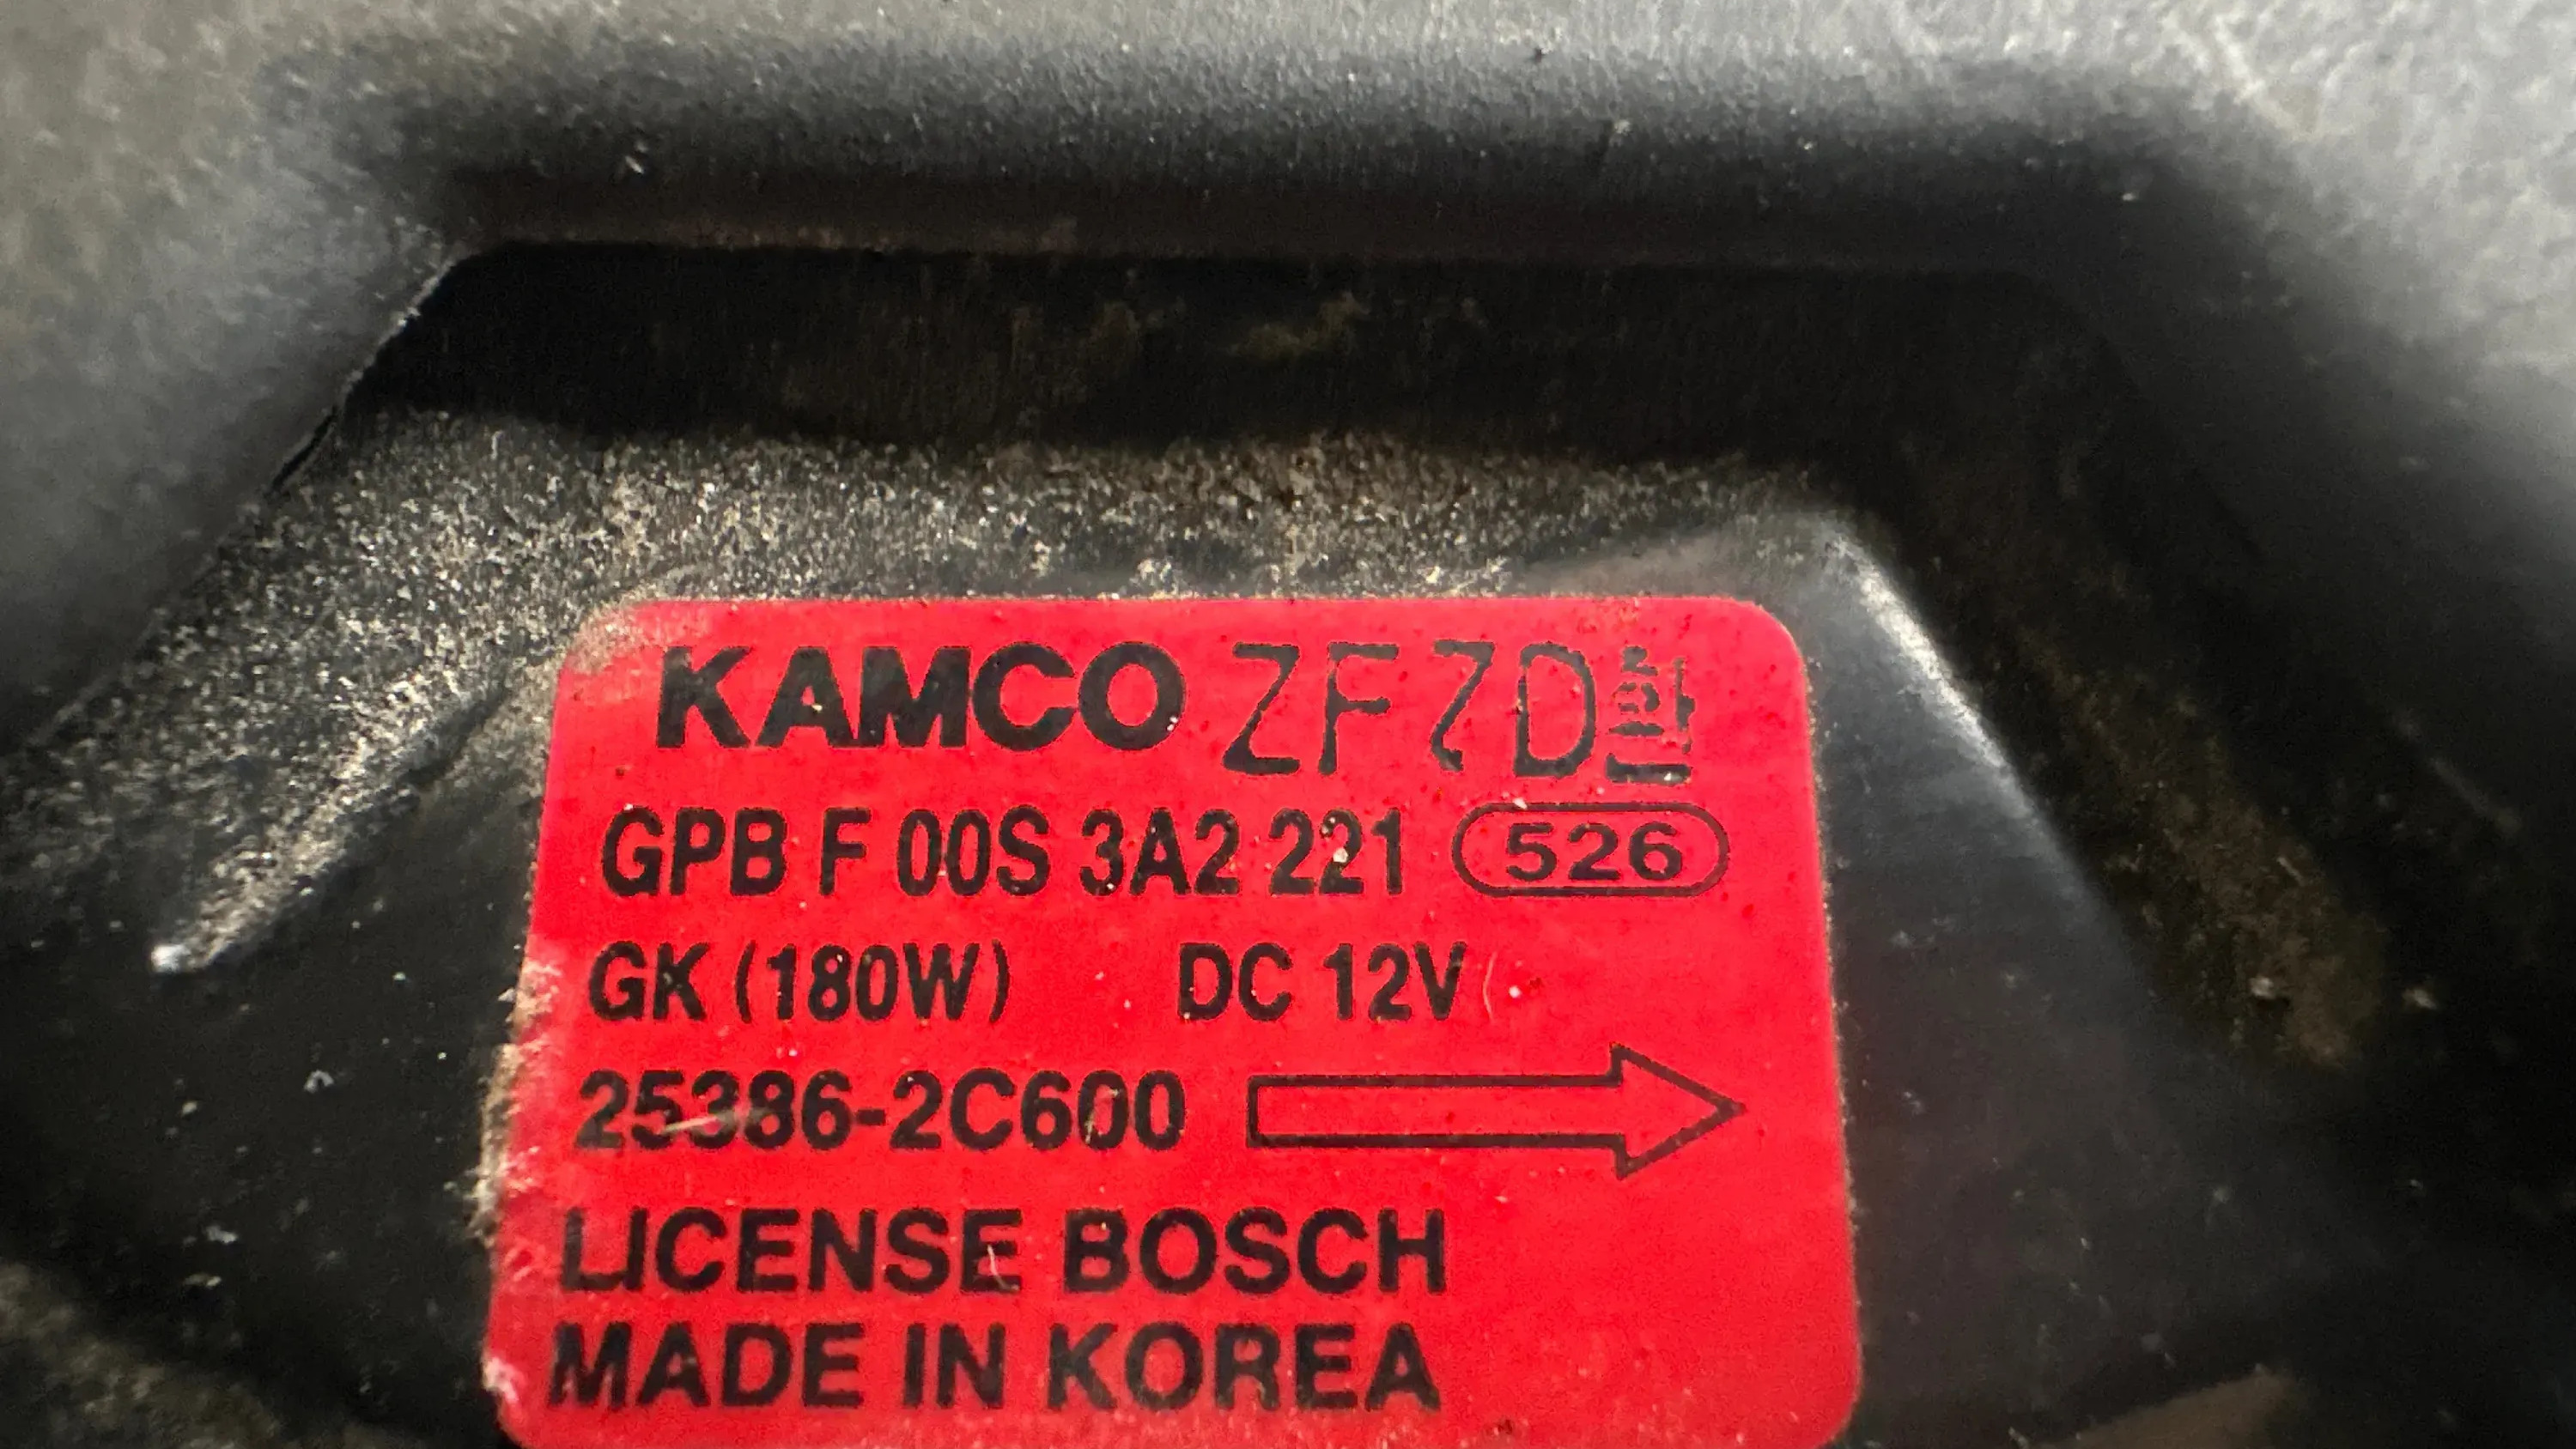 KAMCO ZF7D
GPB F 00S 3A2 221 526
GK (180W) DC 12V
25386-2C600
LICENSE BOSCH
MADE IN KOREA